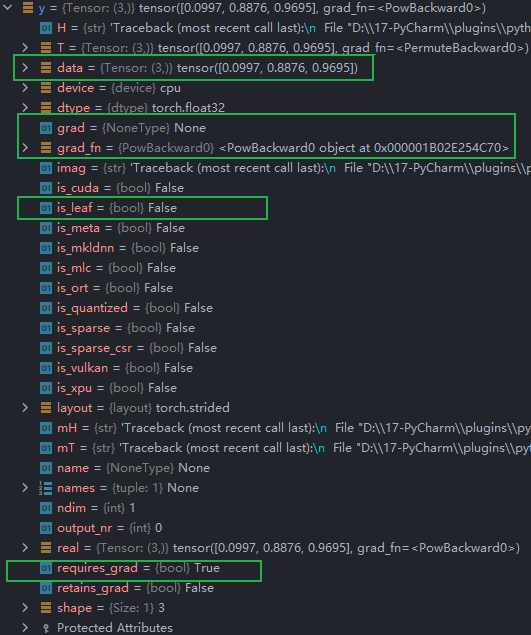 y = {Tensor: (3,)} tensor([0.0997, 0.8876, 0.9695], grad_fn=<PowBackward0>)
01 H = {str} 'Traceback (most recent call last):\n File "D:\\17-PyCharm\\plugins\\pyth
T = {Tensor: (3,)} tensor([0.0997, 0.8876, 0.9695], grad_fn=<PermuteBackward0>)
data = {Tensor: (3,)} tensor([0.0997, 0.8876, 0.9695])
device = {device} cpu
dtype = {dtype} torch.float32
01 grad = {NoneType} None
grad_fn = {PowBackward0} <PowBackward0 object at 0x000001B02E254C70>
01 imag = {str} 'Traceback (most recent call last):\n File "D:\\17-PyCharm\\plugins\\p
01 is_cuda = {bool} False
01 is_leaf = {bool} False
01 is_meta = {bool} False
01 is_mkldnn = {bool} False
01 is_mlc = {bool} False
01 is_ort = {bool} False
01 is_quantized = {bool} False
01 is_sparse = {bool} False
01 is_sparse_csr = {bool} False
01 is_vulkan = {bool} False
01 is_xpu = {bool} False
layout = {layout} torch.strided
01 mH = {str} 'Traceback (most recent call last):\n File "D:\\17-PyCharm\\plugins\\py
01 mT = {str} 'Traceback (most recent call last):\n File "D:\\17-PyCharm\\plugins\\pyt
01 name = {NoneType} None
names = {tuple: 1} None
01 ndim = {int} 1
01 output_nr = {int} 0
real = {Tensor: (3,)} tensor([0.0997, 0.8876, 0.9695], grad_fn=<PowBackward0>)
01 requires_grad = {bool} True
01 retains_grad = {bool} False
shape = {Size: 1} 3
Protected Attributes